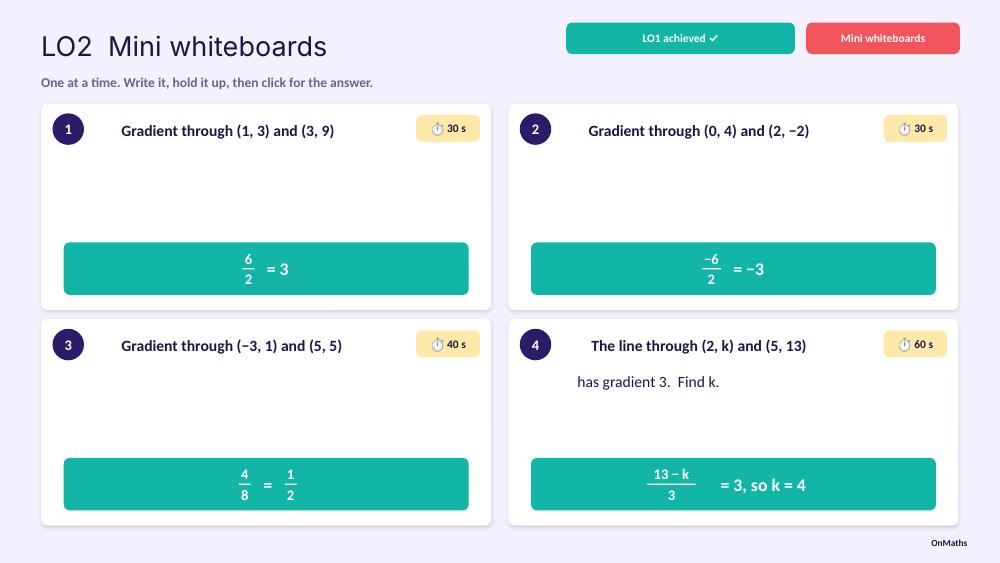 LO2  Mini whiteboards
LO1 achieved ✓
Mini whiteboards
One at a time. Write it, hold it up, then click for the answer.
1
Gradient through (1, 3) and (3, 9)
⏱ 30 s
6/2 = 3
2
Gradient through (0, 4) and (2, −2)
⏱ 30 s
−6/2 = −3
3
Gradient through (−3, 1) and (5, 5)
⏱ 40 s
4/8 = 1/2
4
The line through (2, k) and (5, 13)
⏱ 60 s
has gradient 3.  Find k.
13 − k/3 = 3, so k = 4
OnMaths